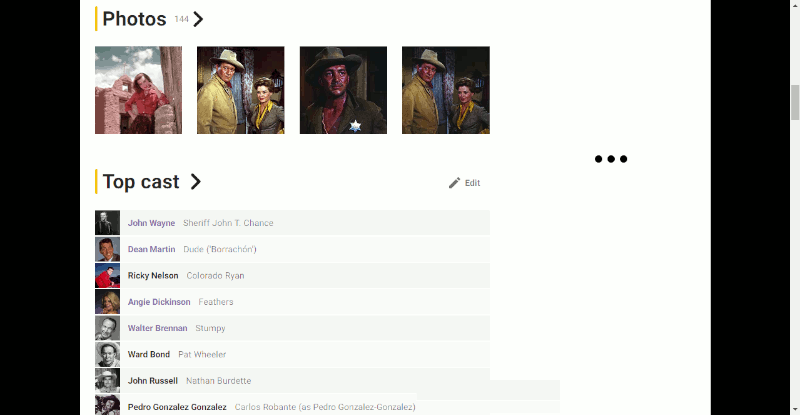 Photos 144
Top cast
Edit
John Wayne Sheriff John T. Chance
Dean Martin Dude ('Borrachón')
Ricky Nelson Colorado Ryan
Angie Dickinson Feathers
Walter Brennan Stumpy
Ward Bond Pat Wheeler
John Russell Nathan Burdette
Pedro Gonzalez Gonzalez Carlos Robante (as Pedro Gonzalez-Gonzalez)